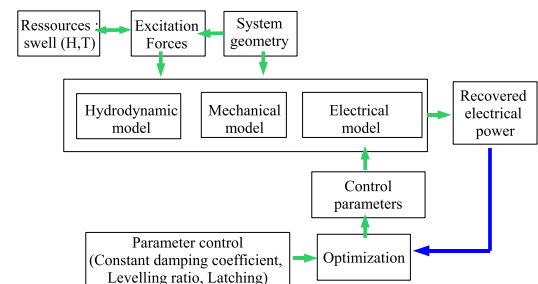 Ressources :
swell (H,T)
Excitation
Forces
System
geometry
Hydrodynamic
model
Mechanical
model
Electrical
model
Recovered
electrical
power
Control
parameters
Parameter control
(Constant damping coefficient,
Levelling ratio, Latching)
Optimization